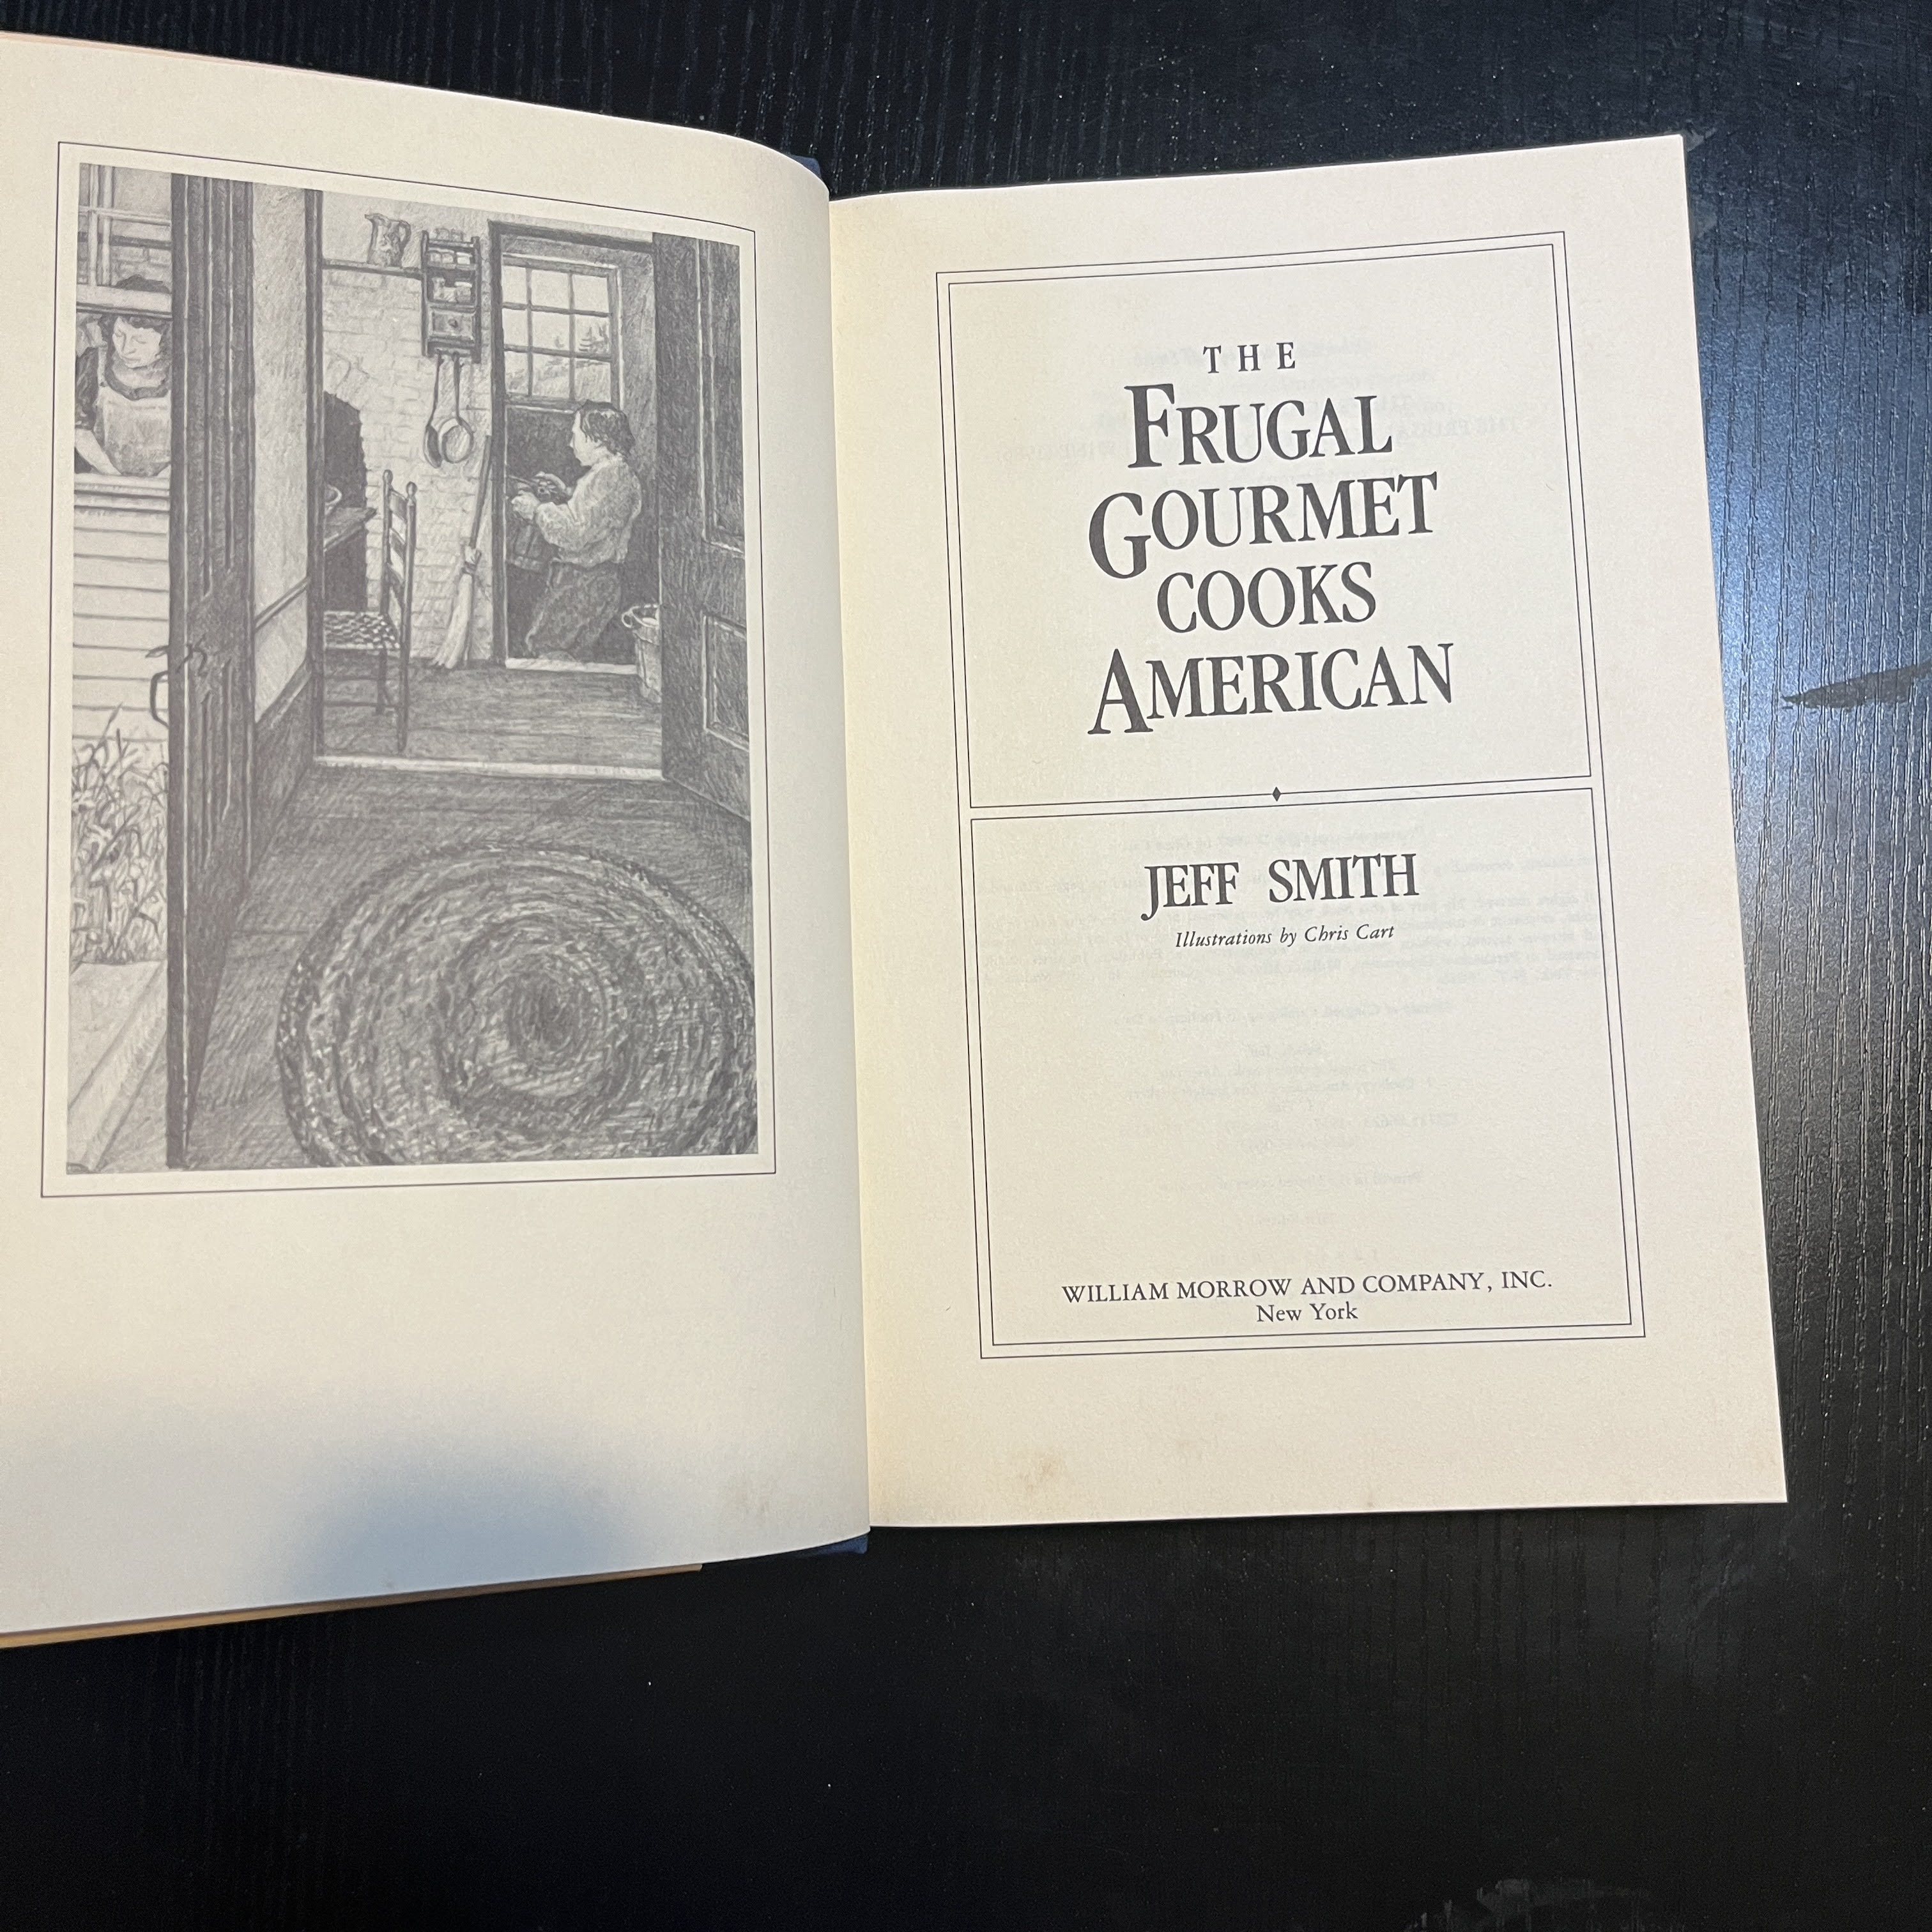 THE
FRUGAL
GOURMET
COOKS
AMERICAN
JEFF SMITH
Illustrations by Chris Cart
WILLIAM MORROW AND COMPANY, INC.
New York